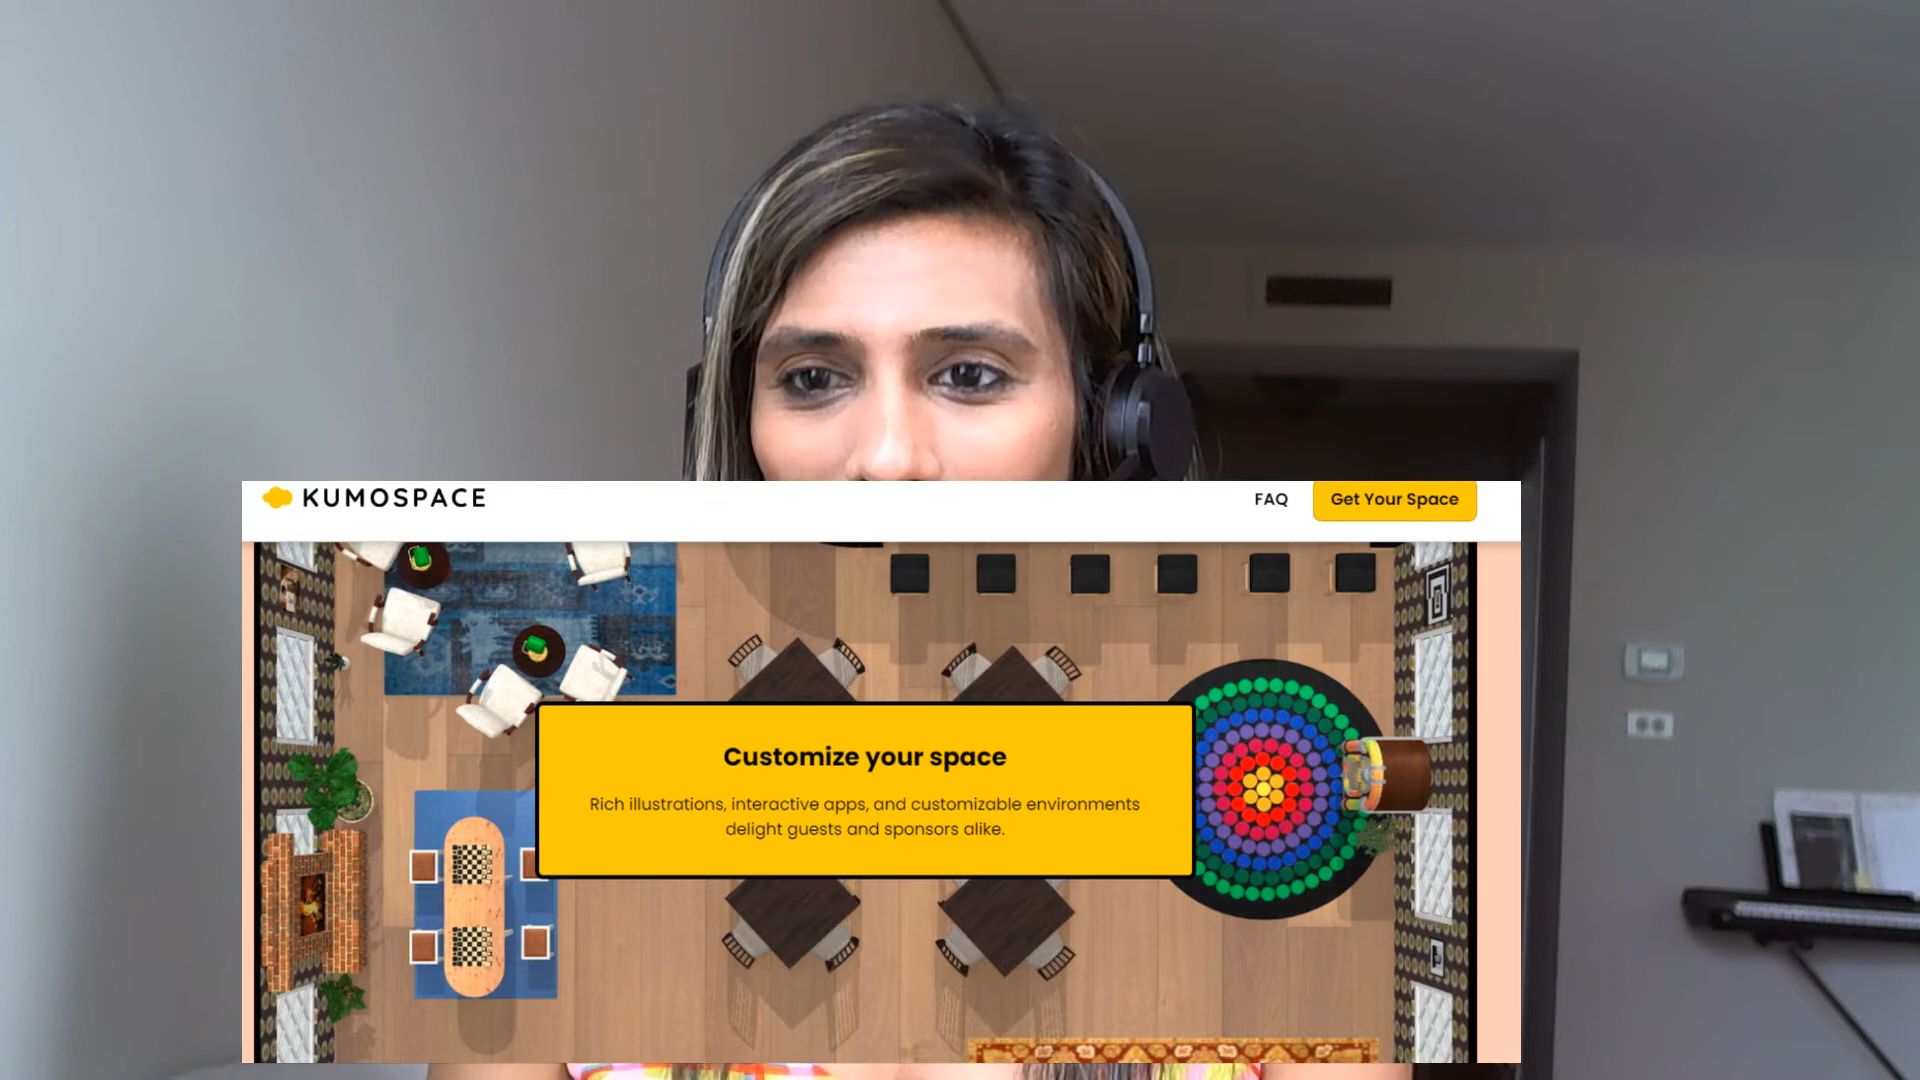 KUMOSPACE
FAQ
Get Your Space
Customize your space
Rich illustrations, interactive apps, and customizable environments
delight guests and sponsors alike.